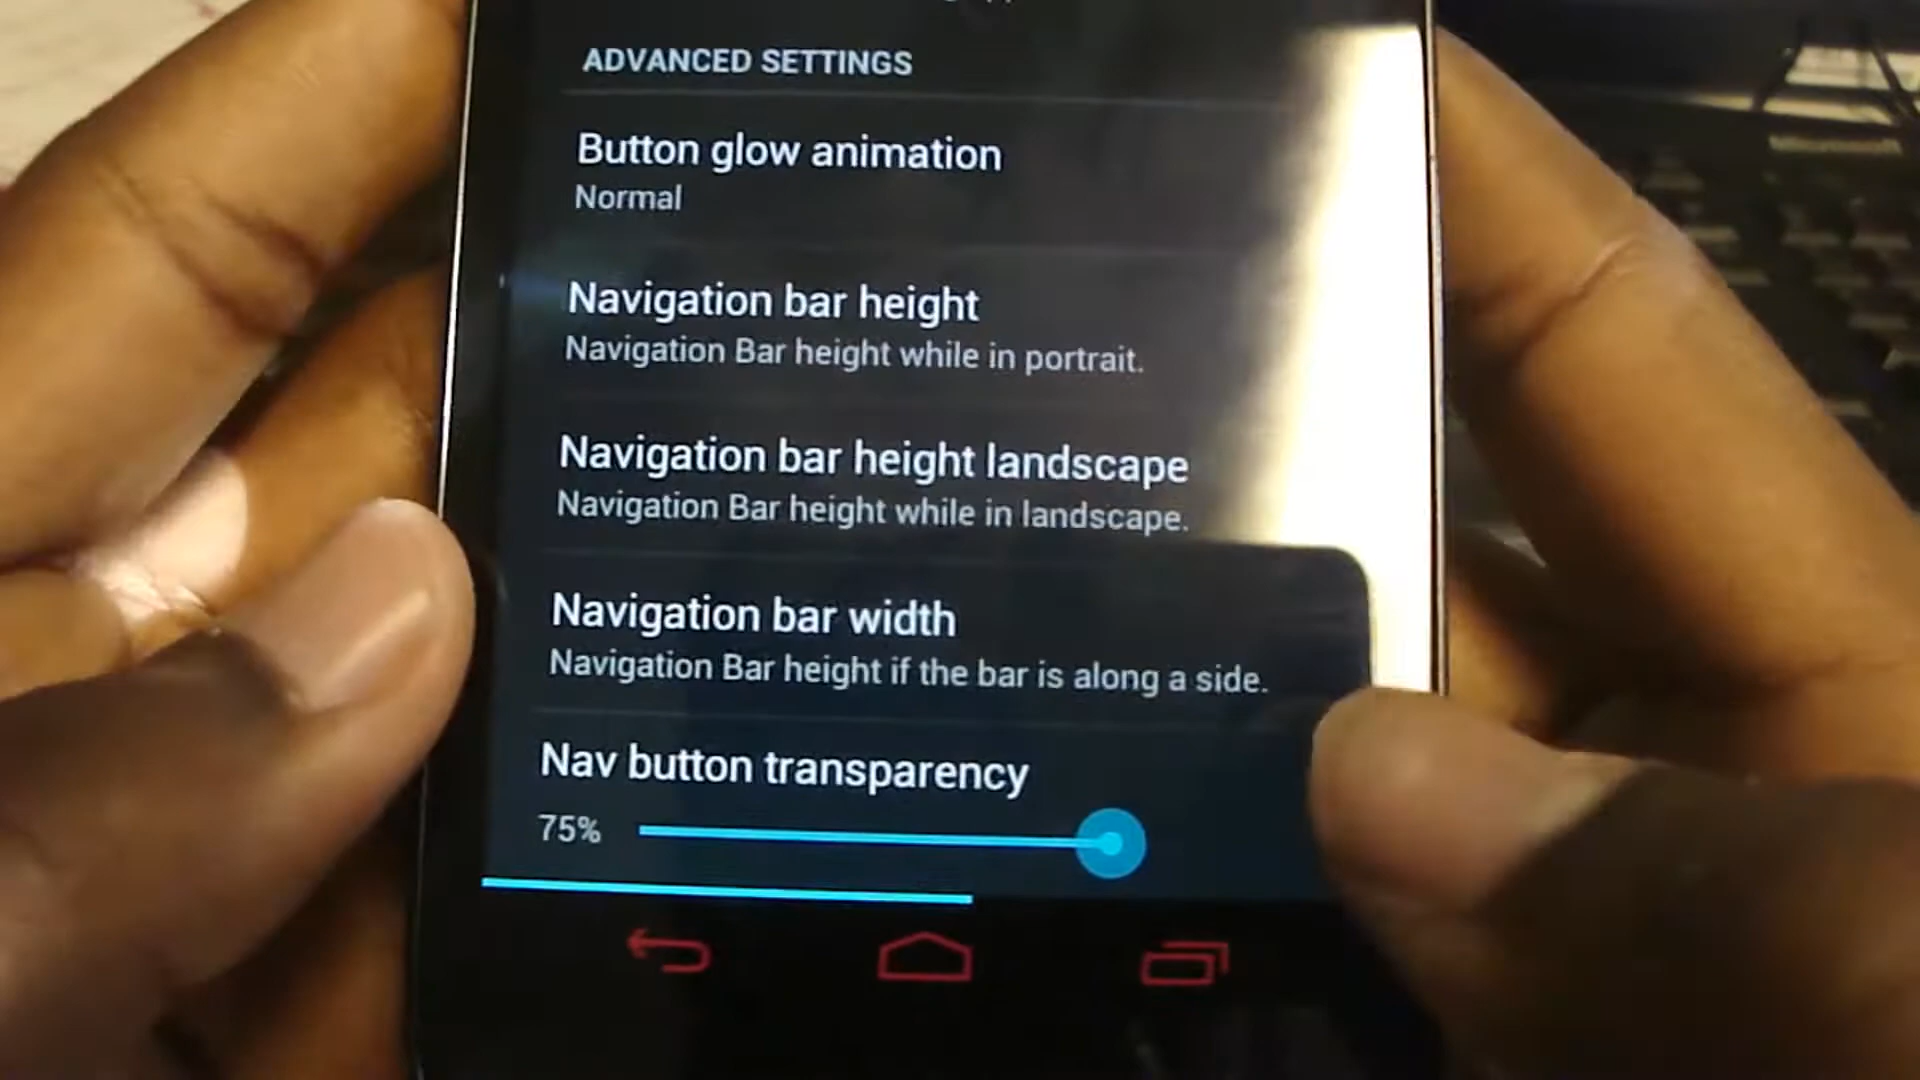 ADVANCED SETTINGS
Button glow animation
Normal
Navigation bar height
Navigation Bar height while in portrait.
Navigation bar height landscape
Navigation Bar height while in landscape.
Navigation bar width
Navigation Bar height if the bar is along a side.
Nav button transparency
75%